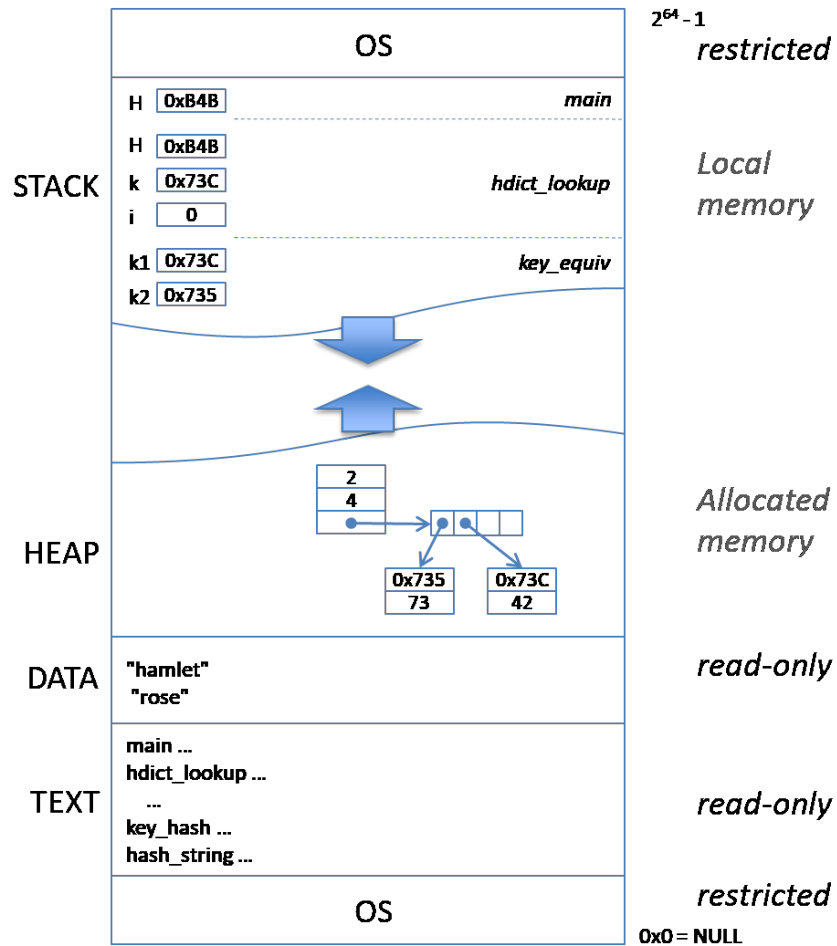 OS
2^64 - 1
restricted
H 0xB4B main
H 0xB4B
STACK
k 0x73C hdict_lookup
Local
memory
i 0
k1 0x73C key_equiv
k2 0x735
2
4
Allocated
memory
HEAP
0x735 0x73C
73 42
DATA
"hamlet"
"rose"
read-only
TEXT
main ...
hdict_lookup ...
...
key_hash ...
hash_string ...
read-only
OS
restricted
0x0 = NULL